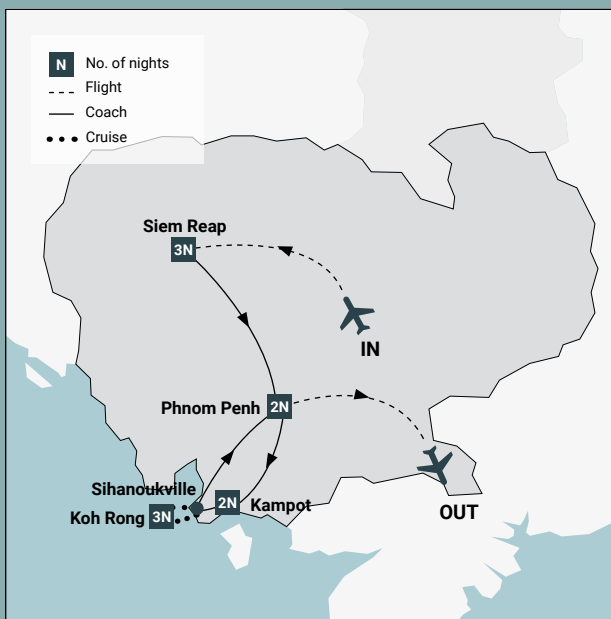 N No. of nights
Flight
Coach
Cruise
Siem Reap
3N
IN
Phnom Penh 2N
Sihanoukville
2N Kampot
Koh Rong 3N
OUT